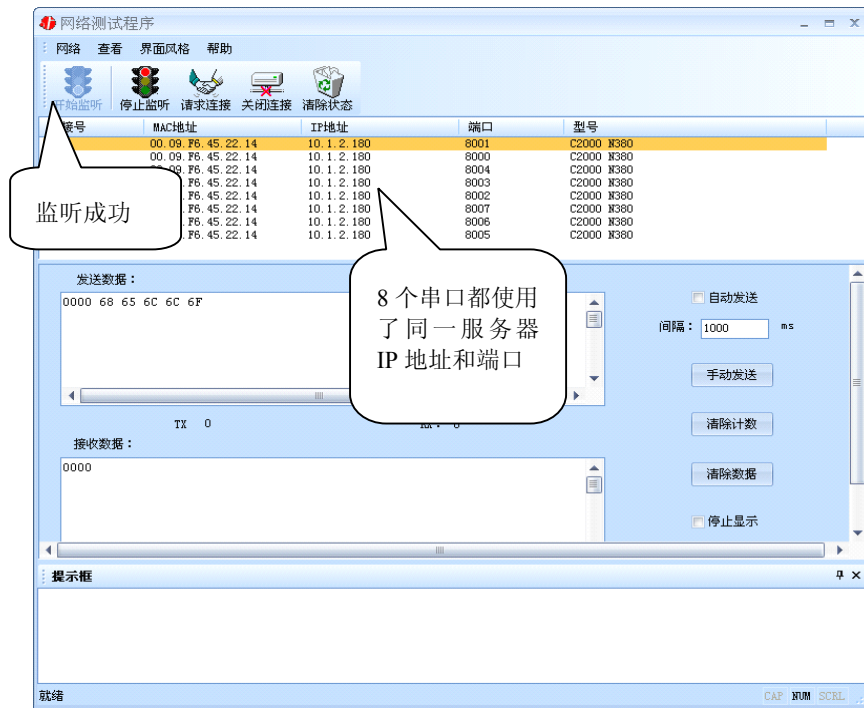 网络测试程序
网络 查看 界面风格 帮助
开始监听 停止监听 请求连接 关闭连接 清除状态
接号 MAC地址 IP地址 端口 型号
00.09.F6.45.22.14 10.1.2.180 8001 C2000 N380
00.09.F6.45.22.14 10.1.2.180 8000 C2000 N380
.09.F6.45.22.14 10.1.2.180 8004 C2000 N380
.F6.45.22.14 10.1.2.180 8003 C2000 N380
.F6.45.22.14 10.1.2.180 8002 C2000 N380
.F6.45.22.14 10.1.2.180 8007 C2000 N380
.F6.45.22.14 10.1.2.180 8006 C2000 N380
.F6.45.22.14 10.1.2.180 8005 C2000 N380
监听成功
8 个串口都使用
了同一服务器
IP 地址和端口
发送数据：
0000 68 65 6C 6C 6F
自动发送
间隔： 1000 ms
手动发送
TX 0
清除计数
接收数据：
0000
清除数据
停止显示
提示框
就绪
CAP NUM SCRL